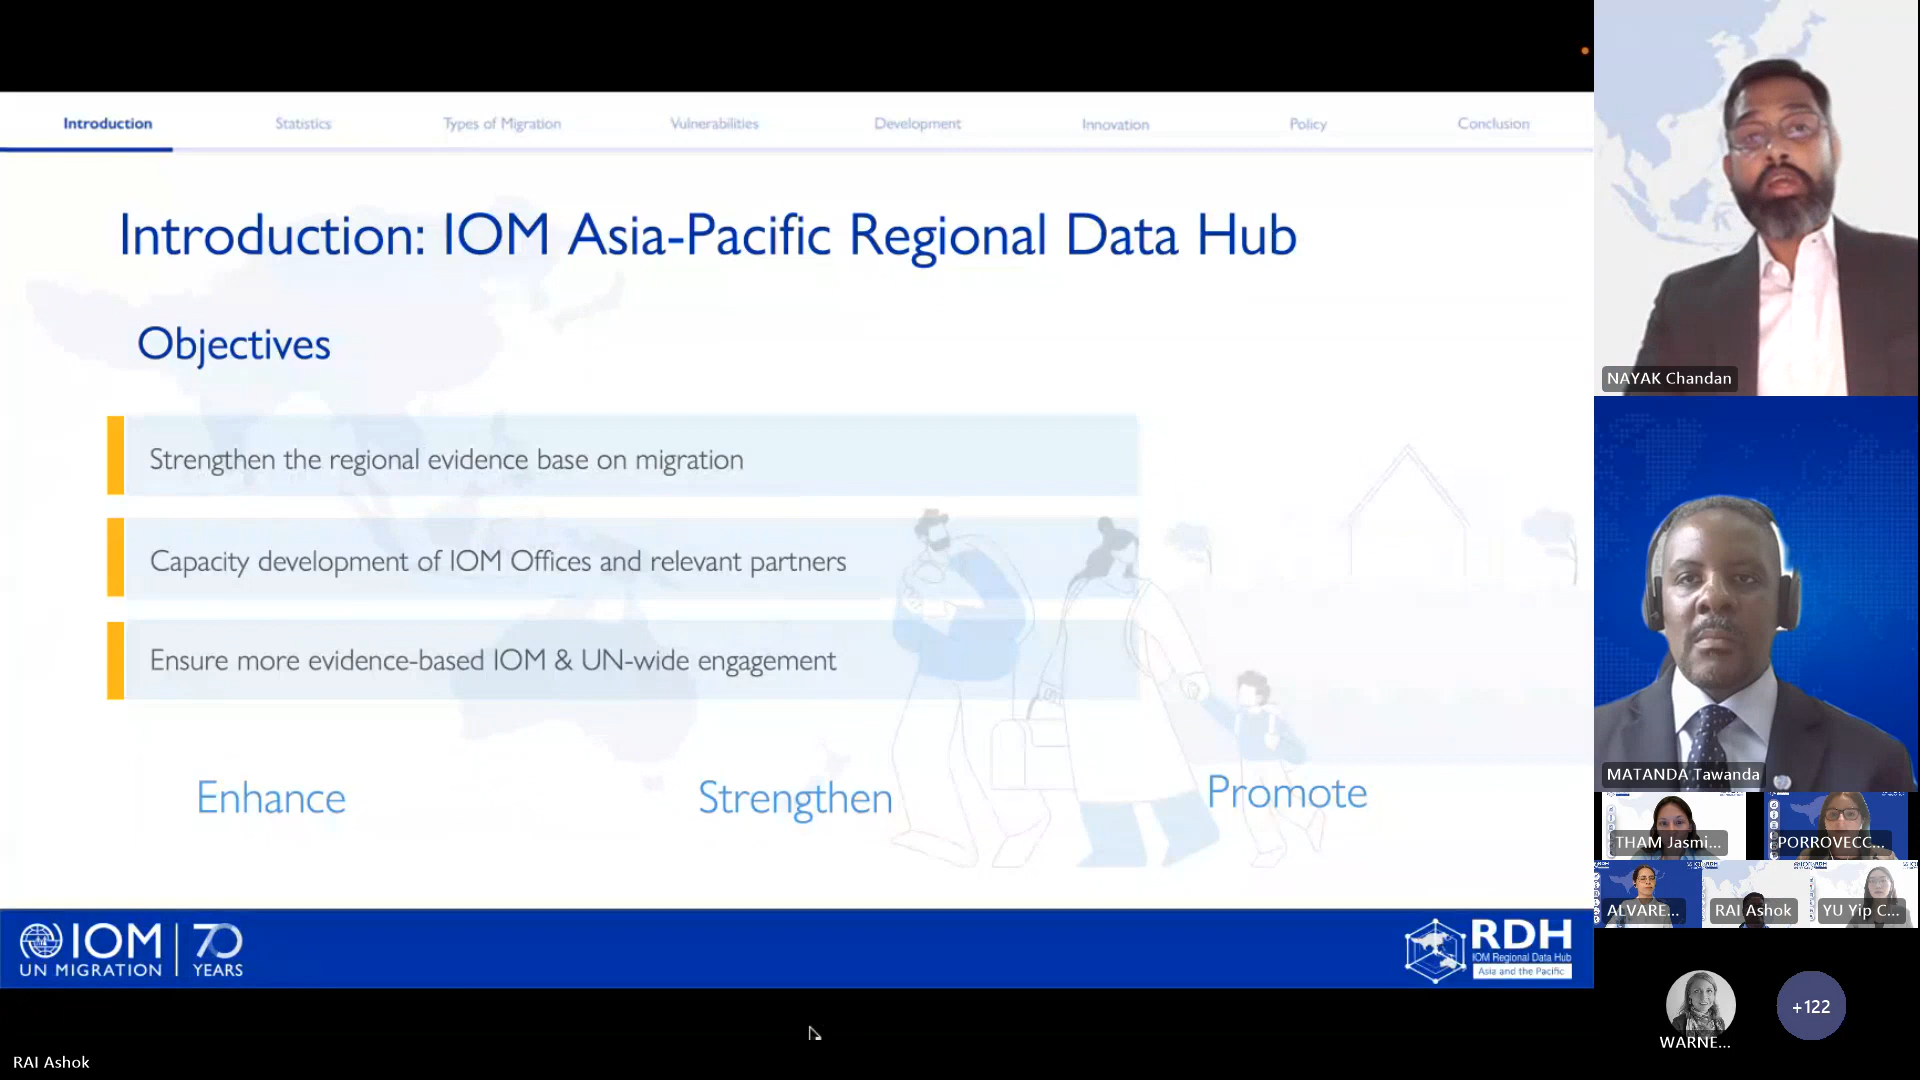 Introduction
Statistics
Types of Migration
Vulnerabilities
Development
Innovation
Policy
Conclusion
Introduction: IOM Asia-Pacific Regional Data Hub
Objectives
Strengthen the regional evidence base on migration
Capacity development of IOM Offices and relevant partners
Ensure more evidence-based IOM & UN-wide engagement
Enhance
Strengthen
Promote
IOM
UN MIGRATION
70
YEARS
RDH
IOM Regional Data Hub
Asia and the Pacific
RAI Ashok
NAYAK Chandan
MATANDA Tawanda
THAM Jasmi...
PORROVECC...
ALVARE...
RAI Ashok
YU Yip C...
WARNE...
+122